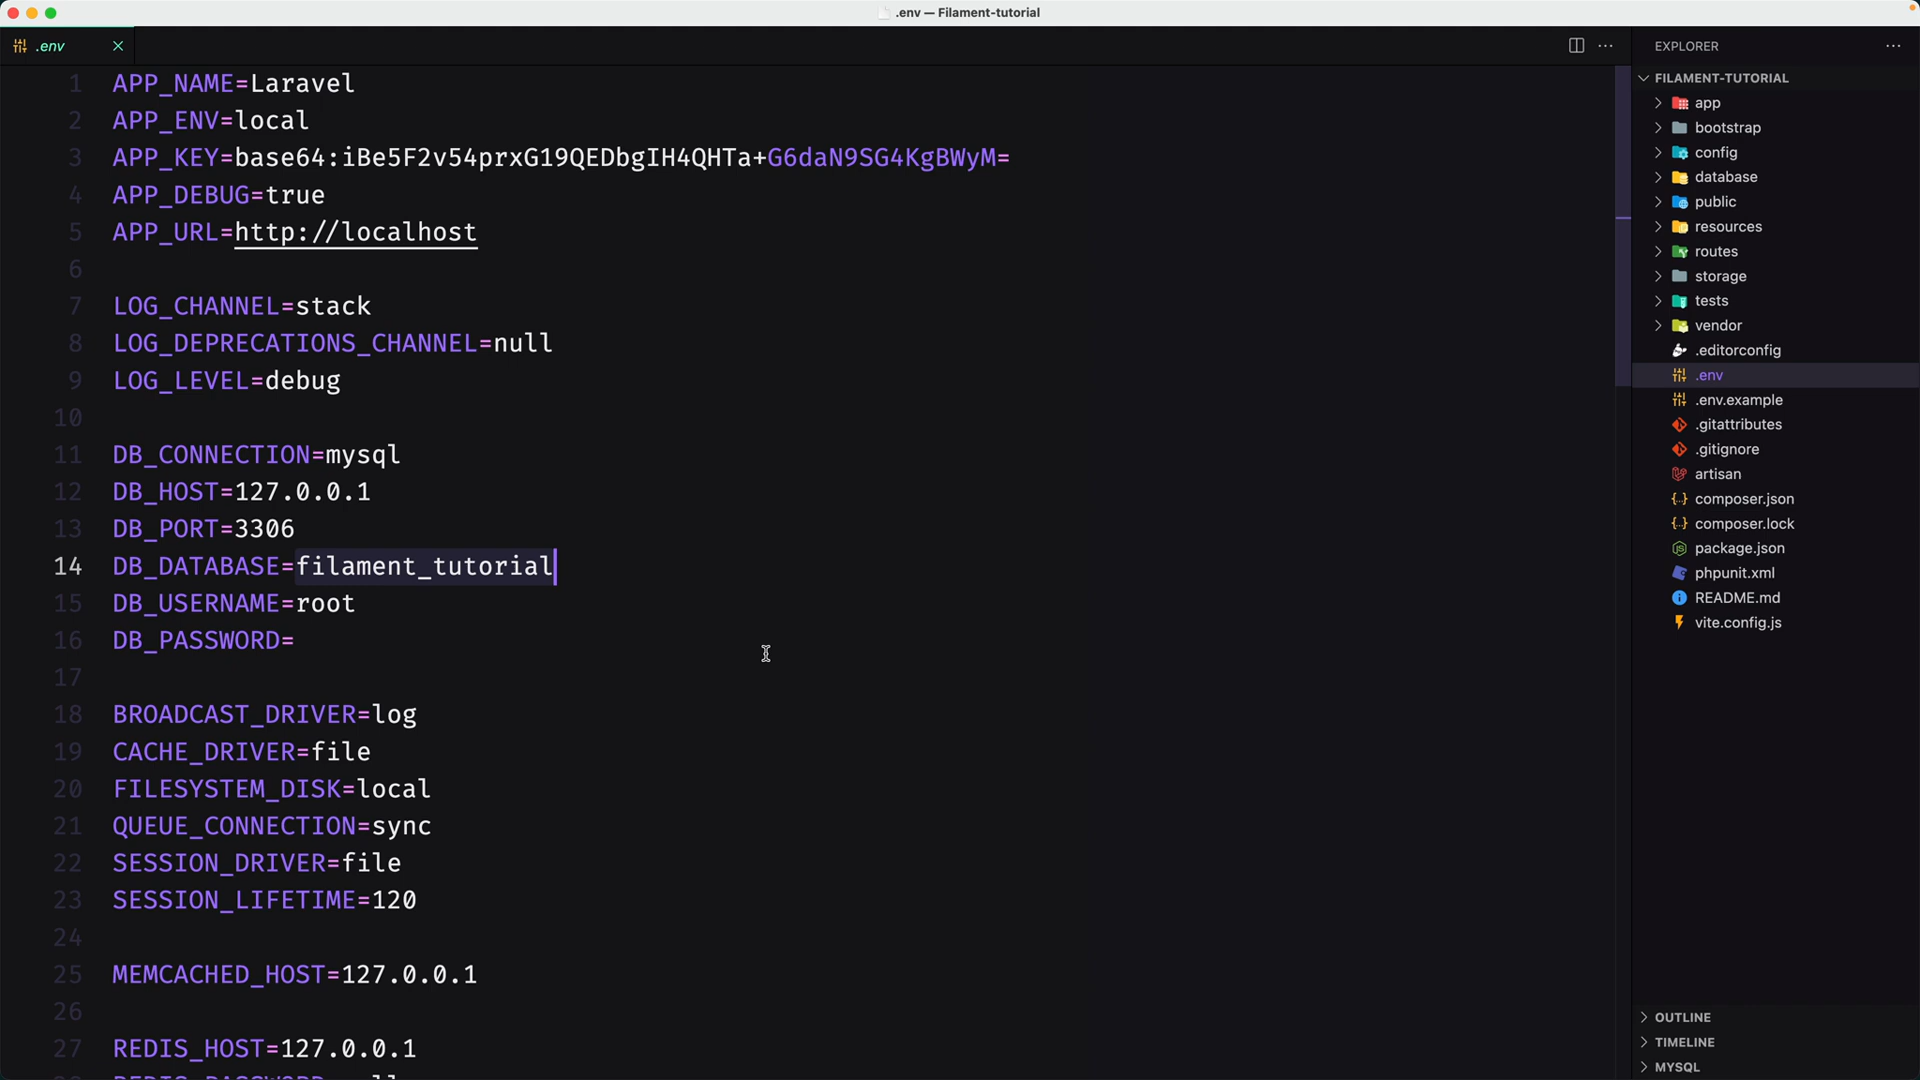 .env — Filament-tutorial
.env
1 APP_NAME=Laravel
2 APP_ENV=local
3 APP_KEY=base64:iBe5F2v54prxG19QEDbgIH4QHTa+G6daN9SG4KgBWyM=
4 APP_DEBUG=true
5 APP_URL=http://localhost
6
7 LOG_CHANNEL=stack
8 LOG_DEPRECATIONS_CHANNEL=null
9 LOG_LEVEL=debug
10
11 DB_CONNECTION=mysql
12 DB_HOST=127.0.0.1
13 DB_PORT=3306
14 DB_DATABASE=filament_tutorial
15 DB_USERNAME=root
16 DB_PASSWORD=
17
18 BROADCAST_DRIVER=log
19 CACHE_DRIVER=file
20 FILESYSTEM_DISK=local
21 QUEUE_CONNECTION=sync
22 SESSION_DRIVER=file
23 SESSION_LIFETIME=120
24
25 MEMCACHED_HOST=127.0.0.1
26
27 REDIS_HOST=127.0.0.1
EXPLORER
FILAMENT-TUTORIAL
app
bootstrap
config
database
public
resources
routes
storage
tests
vendor
.editorconfig
.env
.env.example
.gitattributes
.gitignore
artisan
composer.json
composer.lock
package.json
phpunit.xml
README.md
vite.config.js
OUTLINE
TIMELINE
MYSQL